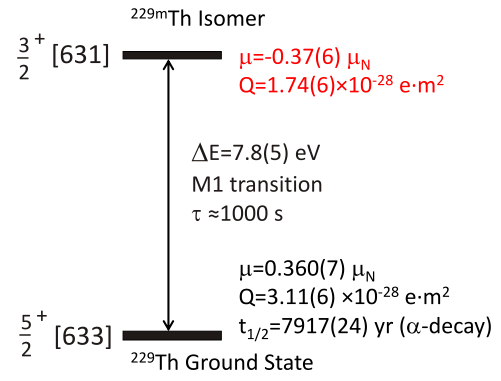 ²²⁹ᵐTh Isomer
3/2⁺ [631]
μ=-0.37(6) μ_N
Q=1.74(6)×10⁻²⁸ e·m²
ΔE=7.8(5) eV
M1 transition
τ ≈1000 s
μ=0.360(7) μ_N
Q=3.11(6) ×10⁻²⁸ e·m²
5/2⁺ [633]
t₁/₂=7917(24) yr (α-decay)
²²⁹Th Ground State